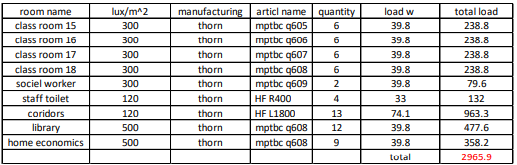 room name lux/m^2 manufacturing articl name quantity load w total load
class room 15 300 thorn mptbc q605 6 39.8 238.8
class room 16 300 thorn mptbc q606 6 39.8 238.8
class room 17 300 thorn mptbc q607 6 39.8 238.8
class room 18 300 thorn mptbc q608 6 39.8 238.8
sociel worker 300 thorn mptbc q609 2 39.8 79.6
staff toilet 120 thorn HF R400 4 33 132
coridors 120 thorn HF L1800 13 74.1 963.3
library 500 thorn mptbc q608 12 39.8 477.6
home economics 500 thorn mptbc q608 9 39.8 358.2
total 2965.9